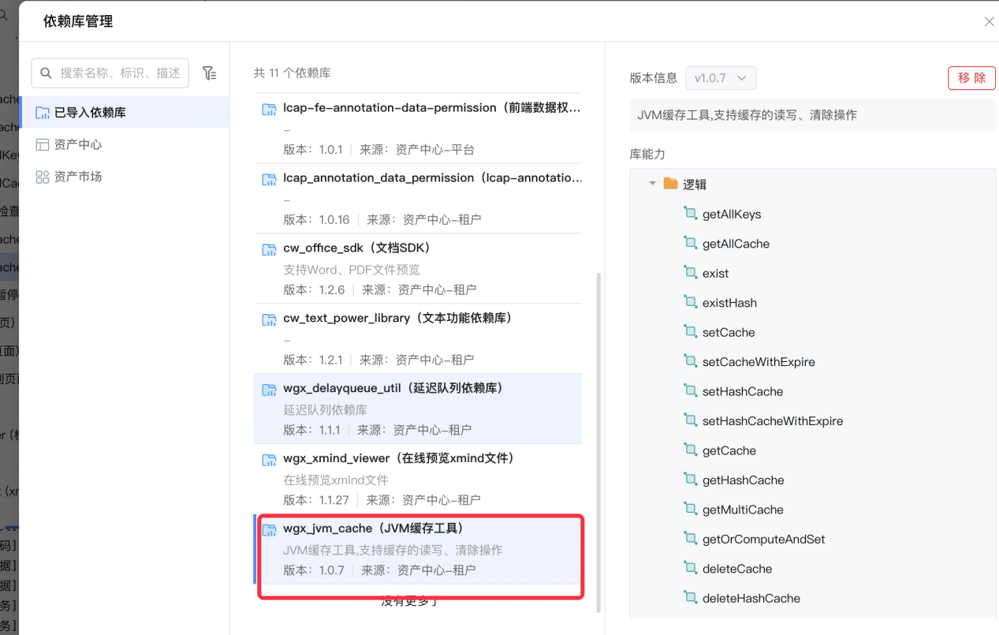 依赖库管理
搜索名称、标识、描述
已导入依赖库
资产中心
资产市场
共 11 个依赖库
lcap-fe-annotation-data-permission（前端数据权...
–
版本：1.0.1 | 来源：资产中心–平台
lcap_annotation_data_permission（lcap-annotatio...
–
版本：1.0.16 | 来源：资产中心–租户
cw_office_sdk（文档SDK）
支持Word、PDF文件预览
版本：1.2.6 | 来源：资产中心–租户
cw_text_power_library（文本功能依赖库）
–
版本：1.2.1 | 来源：资产中心–租户
wgx_delayqueue_util（延迟队列依赖库）
延迟队列依赖库
版本：1.1.1 | 来源：资产中心–租户
wgx_xmind_viewer（在线预览xmind文件）
在线预览xmind文件
版本：1.1.27 | 来源：资产中心–租户
wgx_jvm_cache（JVM缓存工具）
JVM缓存工具,支持缓存的读写、清除操作
版本：1.0.7 | 来源：资产中心–租户
没有更多了
版本信息 v1.0.7 移 除
JVM缓存工具,支持缓存的读写、清除操作
库能力
逻辑
getAllKeys
getAllCache
exist
existHash
setCache
setCacheWithExpire
setHashCache
setHashCacheWithExpire
getCache
getHashCache
getMultiCache
getOrComputeAndSet
deleteCache
deleteHashCache